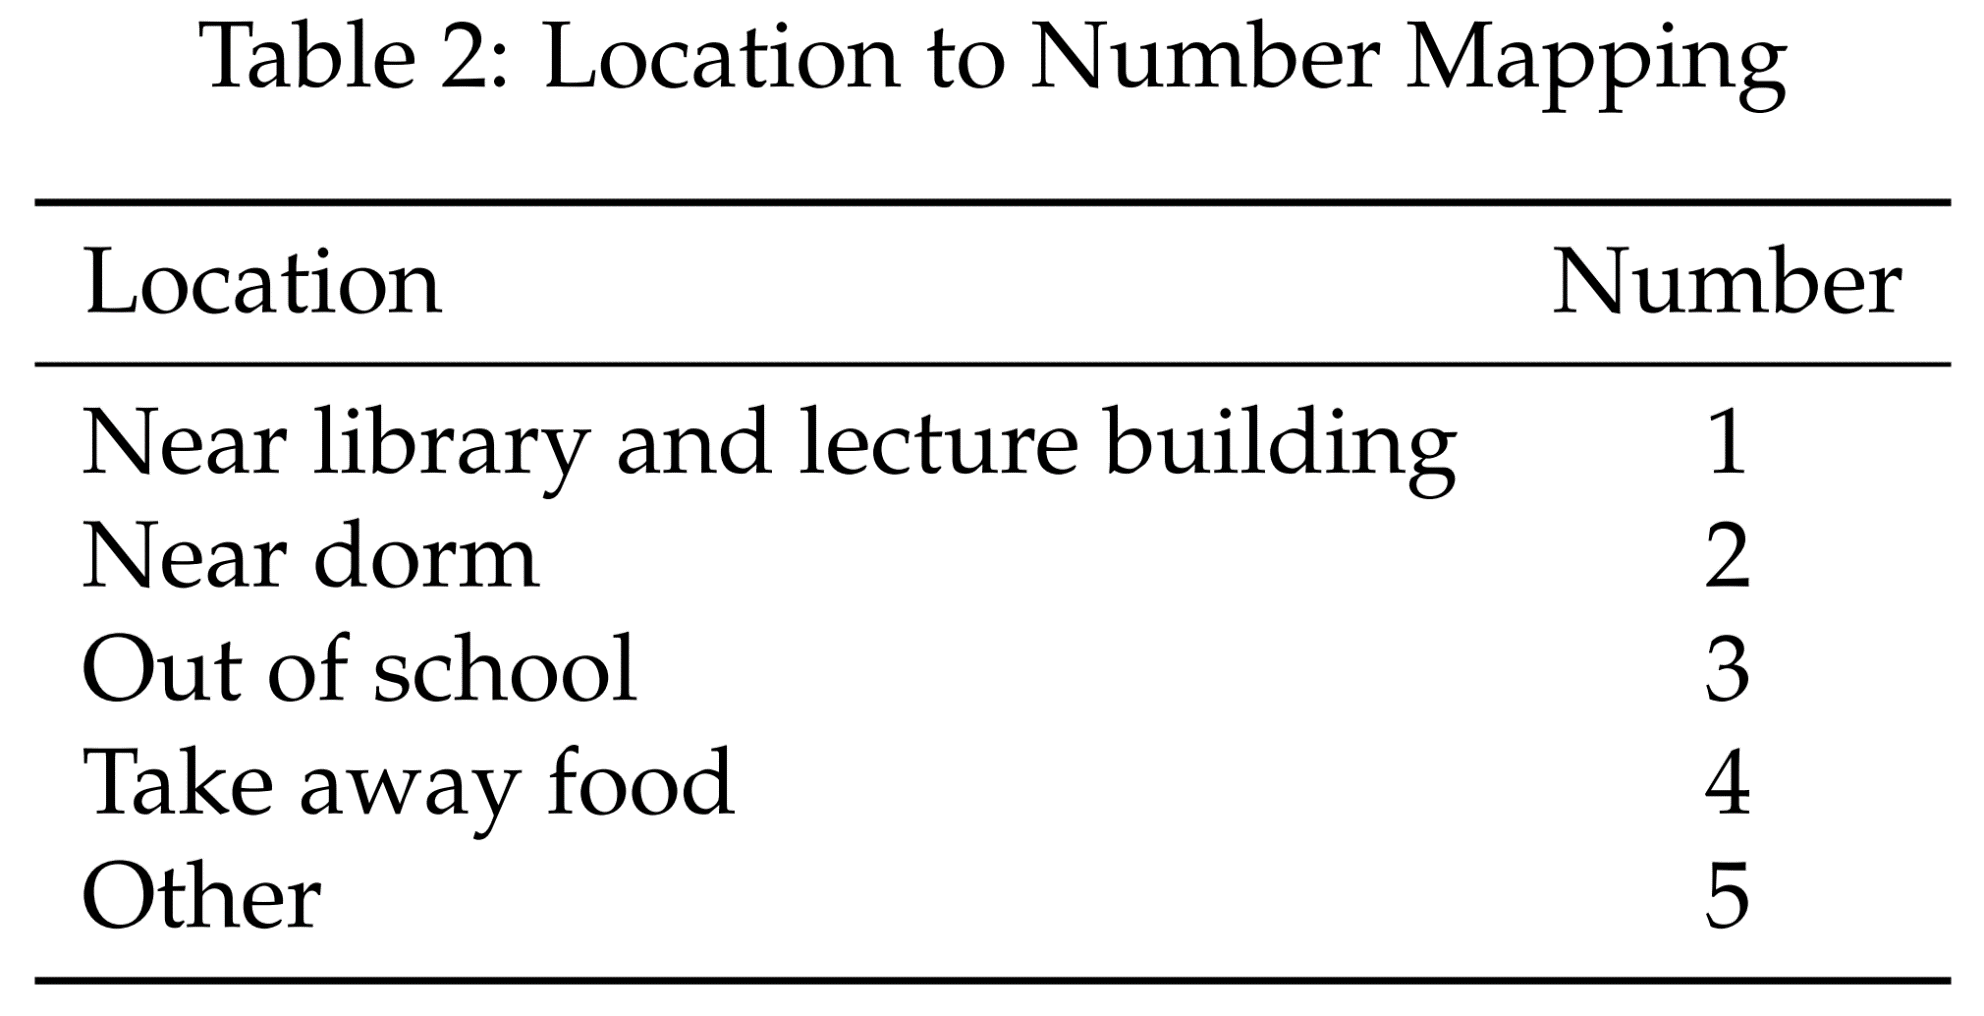 Table 2: Location to Number Mapping
Location Number
Near library and lecture building 1
Near dorm 2
Out of school 3
Take away food 4
Other 5